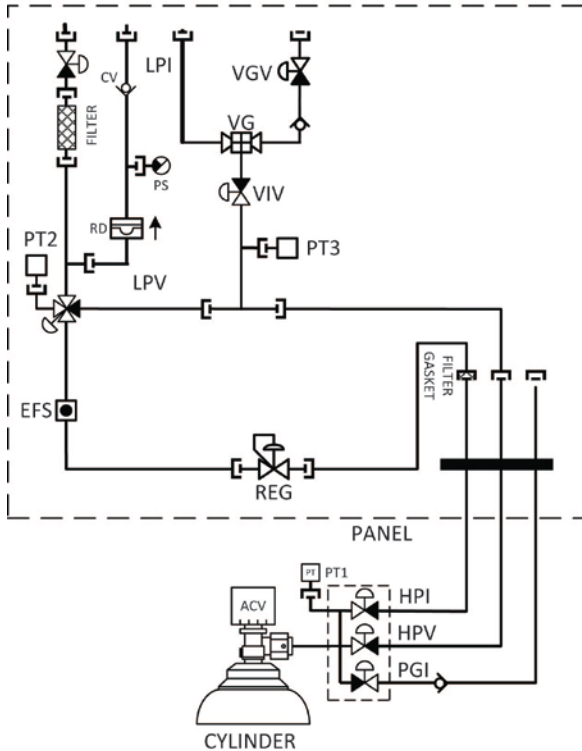 LPI
VGV
CV
FILTER
VG
PS
VIV
RD
PT2
LPV
PT3
FILTER
GASKET
EFS
REG
PANEL
PT
PT1
HPI
ACV
HPV
PGI
CYLINDER